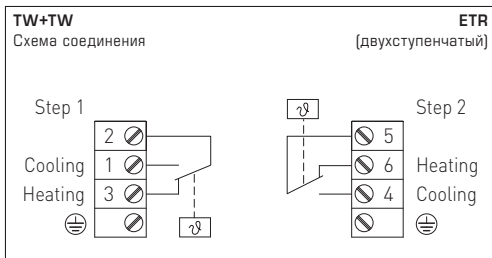 TW+TW ETR
Схема соединения (двухступенчатый)
Step 1 ϑ Step 2
2 5
Cooling 1 6 Heating
Heating 3 4 Cooling
ϑ